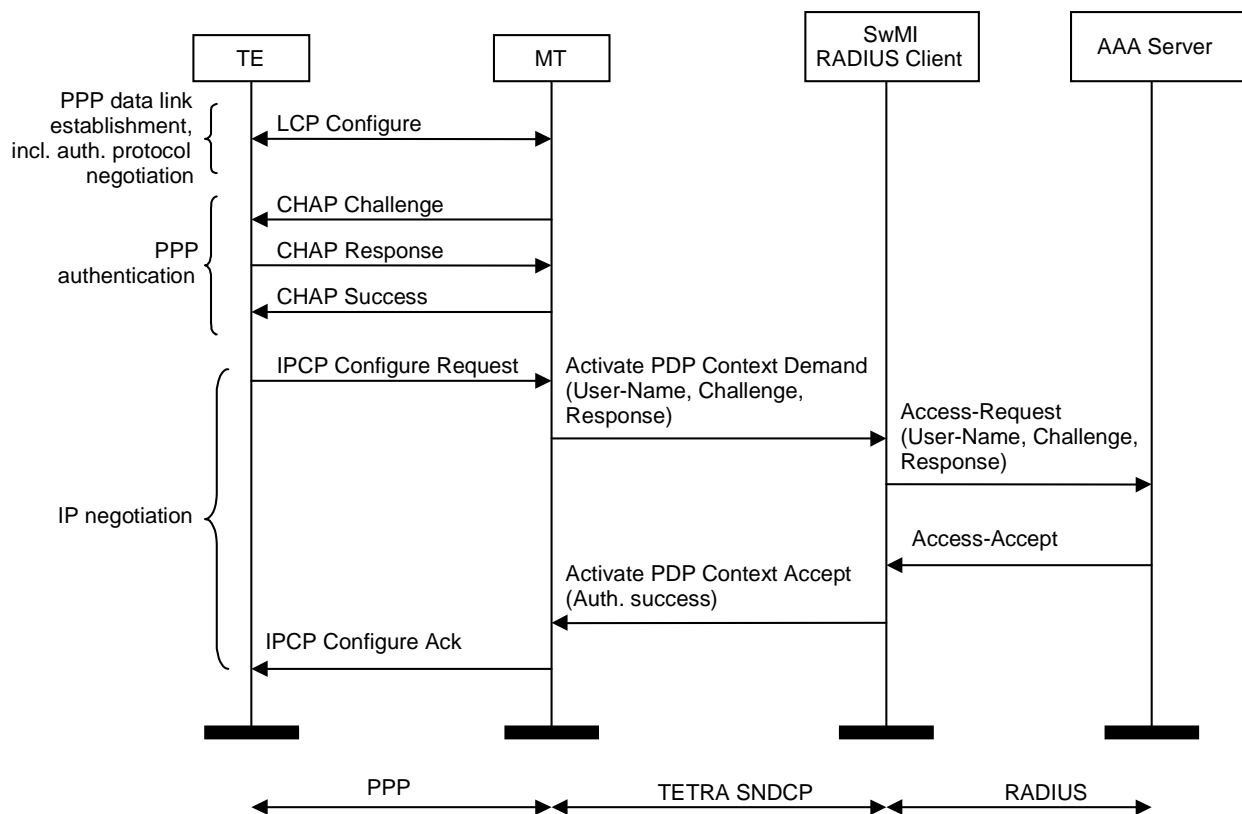 TE
MT
SwMI
RADIUS Client
AAA Server
PPP data link
establishment,
incl. auth. protocol
negotiation
LCP Configure
PPP
authentication
CHAP Challenge
CHAP Response
CHAP Success
IP negotiation
IPCP Configure Request
Activate PDP Context Demand
(User-Name, Challenge,
Response)
Access-Request
(User-Name, Challenge,
Response)
Access-Accept
Activate PDP Context Accept
(Auth. success)
IPCP Configure Ack
PPP
TETRA SNDCP
RADIUS